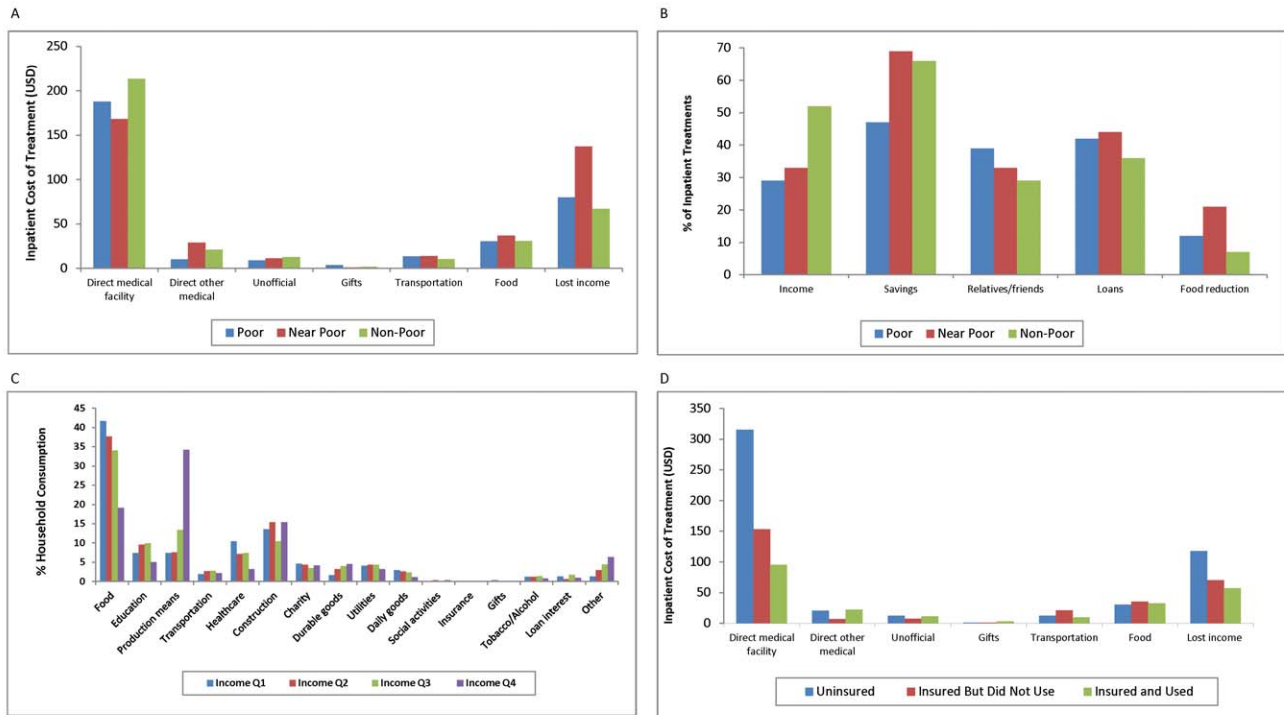 A
Inpatient Cost of Treatment (USD)
250
200
150
100
50
0
Direct medical
facility
Direct other
medical
Unofficial
Gifts
Transportation
Food
Lost income
Poor
Near Poor
Non-Poor
B
% of Inpatient Treatments
70
60
50
40
30
20
10
0
Income
Savings
Relatives/friends
Loans
Food reduction
Poor
Near Poor
Non-Poor
C
% Household Consumption
45
40
35
30
25
20
15
10
5
0
Food
Education
Production means
Transportation
Healthcare
Construction
Charity
Durable goods
Utilities
Daily goods
Social activities
Insurance
Gifts
Tobacco/Alcohol
Loan interest
Other
Income Q1
Income Q2
Income Q3
Income Q4
D
Inpatient Cost of Treatment (USD)
350
300
250
200
150
100
50
0
Direct medical
facility
Direct other
medical
Unofficial
Gifts
Transportation
Food
Lost income
Uninsured
Insured But Did Not Use
Insured and Used